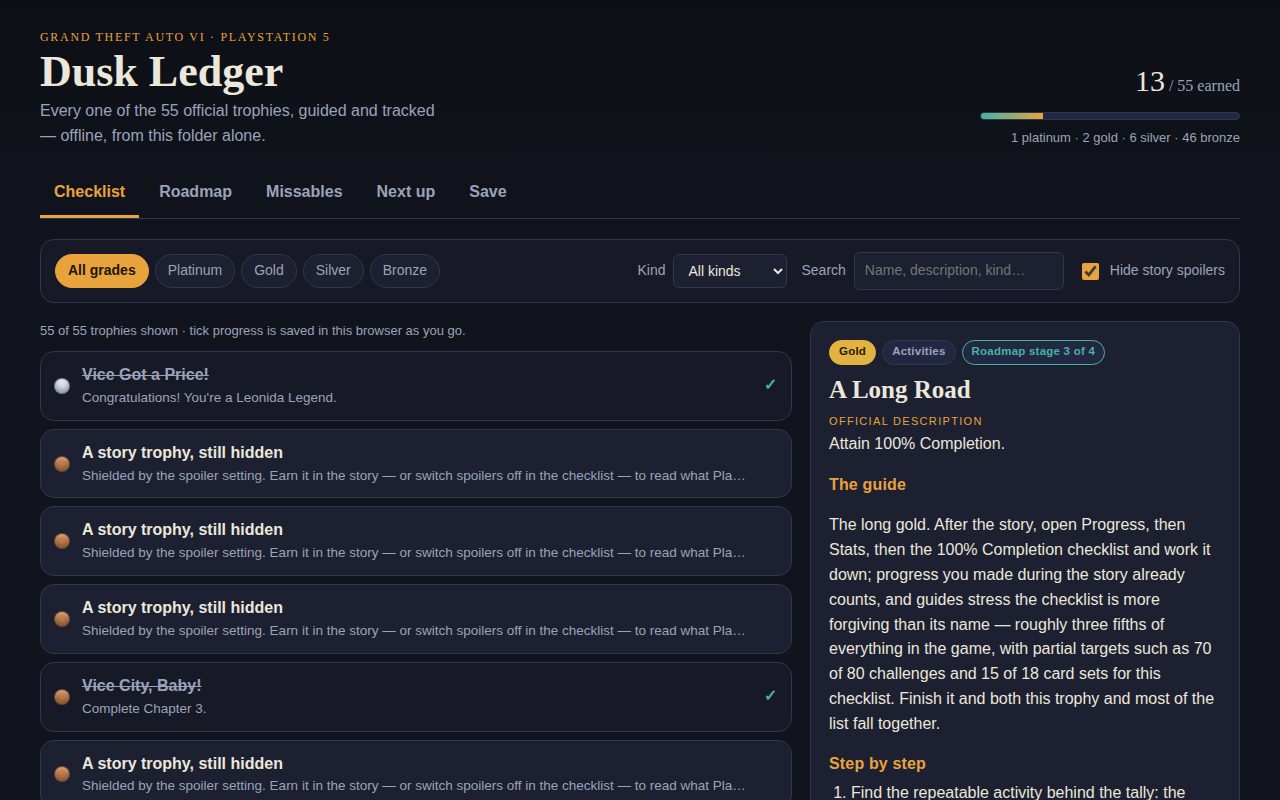 GRAND THEFT AUTO VI · PLAYSTATION 5
Dusk Ledger
Every one of the 55 official trophies, guided and tracked
— offline, from this folder alone.
13 / 55 earned
1 platinum · 2 gold · 6 silver · 46 bronze
Checklist Roadmap Missables Next up Save
All grades Platinum Gold Silver Bronze Kind All kinds Search Name, description, kind… Hide story spoilers
55 of 55 trophies shown · tick progress is saved in this browser as you go.
Vice Got a Price! ✓
Congratulations! You're a Leonida Legend.
A story trophy, still hidden
Shielded by the spoiler setting. Earn it in the story — or switch spoilers off in the checklist — to read what Pla…
A story trophy, still hidden
Shielded by the spoiler setting. Earn it in the story — or switch spoilers off in the checklist — to read what Pla…
A story trophy, still hidden
Shielded by the spoiler setting. Earn it in the story — or switch spoilers off in the checklist — to read what Pla…
Vice City, Baby! ✓
Complete Chapter 3.
A story trophy, still hidden
Shielded by the spoiler setting. Earn it in the story — or switch spoilers off in the checklist — to read what Pla…
Gold Activities Roadmap stage 3 of 4
A Long Road
OFFICIAL DESCRIPTION
Attain 100% Completion.
The guide
The long gold. After the story, open Progress, then
Stats, then the 100% Completion checklist and work it
down; progress you made during the story already
counts, and guides stress the checklist is more
forgiving than its name — roughly three fifths of
everything in the game, with partial targets such as 70
of 80 challenges and 15 of 18 card sets for this
checklist. Finish it and both this trophy and most of the
list fall together.
Step by step
1. Find the repeatable activity behind the tally: the